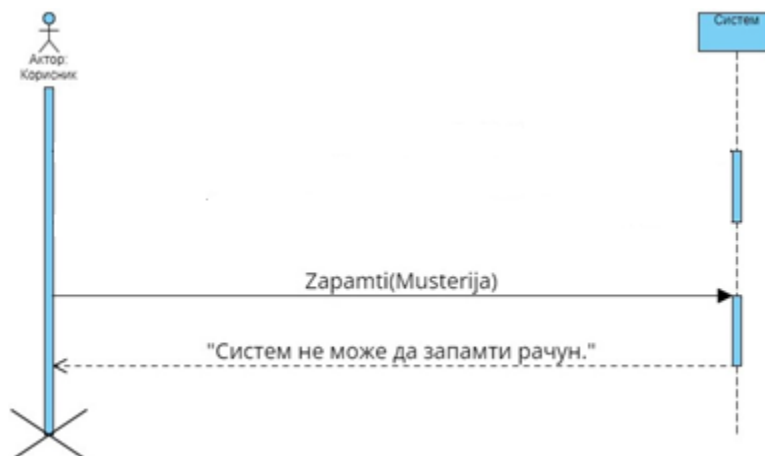 Систем
Актор:
Корисник
Zapamti(Musterija)
"Систем не може да запамти рачун."